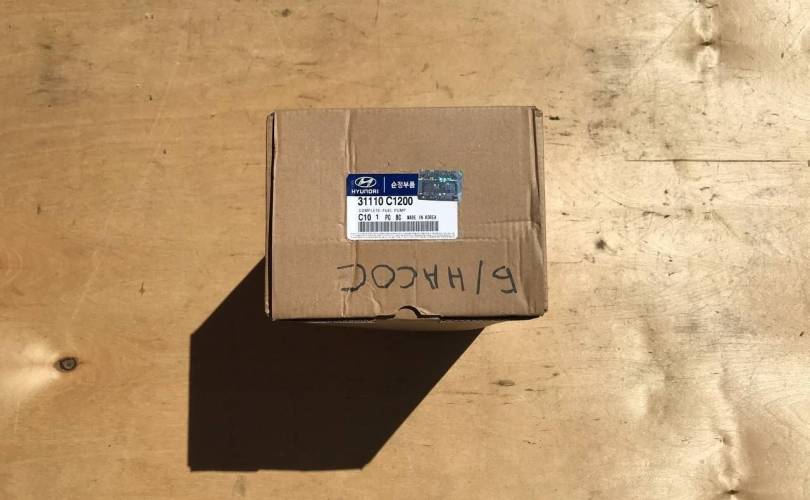 HYUNDAI 순정부품
31110 C1200
COMPLETE-FUEL PUMP
C10 1 PC BC MADE IN KOREA
Б/НАСОС